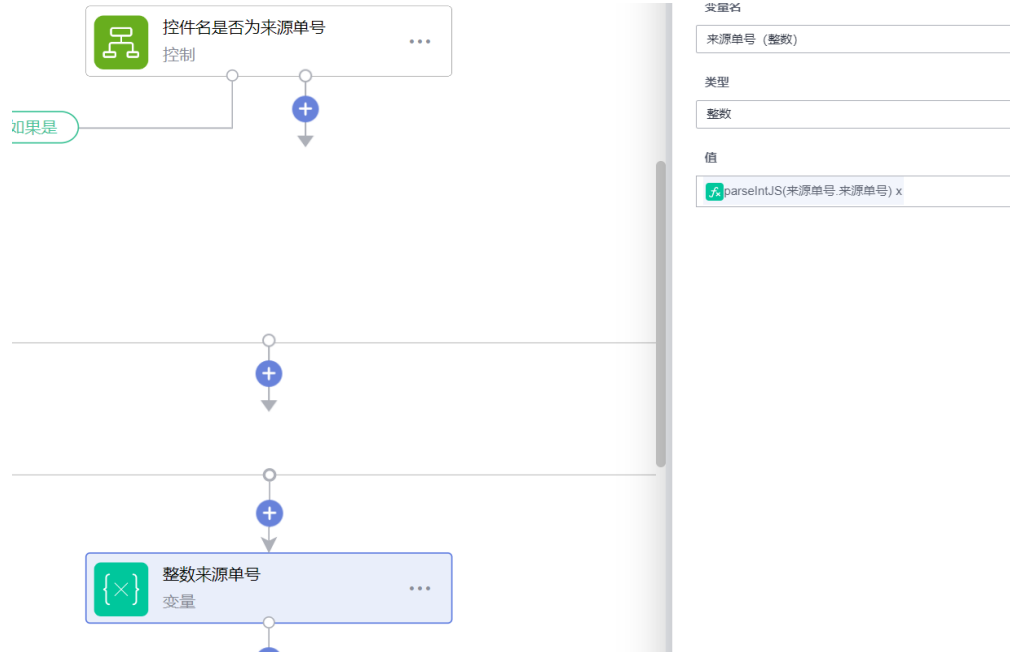 控件名是否为来源单号
控制
如果是
整数来源单号
变量
变量名
来源单号（整数）
类型
整数
值
fx parseIntJS(来源单号.来源单号) x